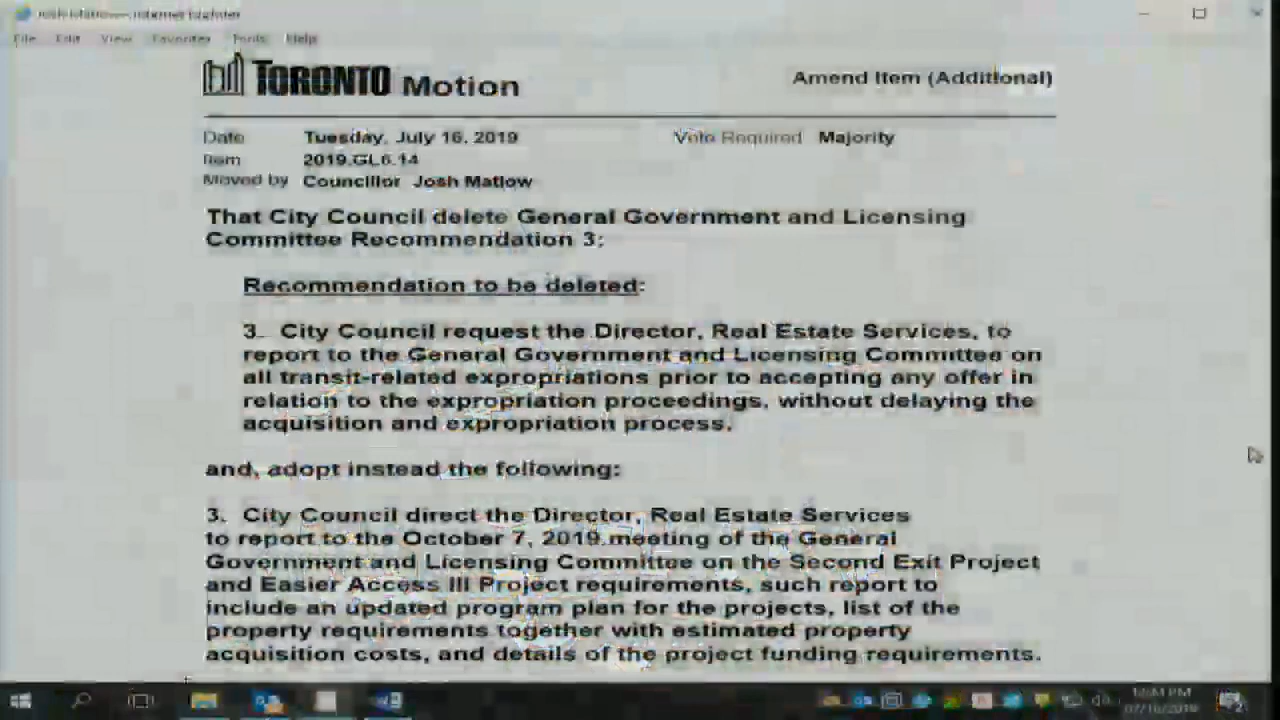 File Edit View Favorites Tools Help
TORONTO Motion
Amend Item (Additional)
Date Tuesday, July 16, 2019 Vote Required Majority
Item 2019.GL6.14
Moved by Councillor Josh Matlow
That City Council delete General Government and Licensing
Committee Recommendation 3:
Recommendation to be deleted:
3. City Council request the Director, Real Estate Services, to
report to the General Government and Licensing Committee on
all transit-related expropriations prior to accepting any offer in
relation to the expropriation proceedings, without delaying the
acquisition and expropriation process.
and, adopt instead the following:
3. City Council direct the Director, Real Estate Services
to report to the October 7, 2019 meeting of the General
Government and Licensing Committee on the Second Exit Project
and Easier Access III Project requirements, such report to
include an updated program plan for the projects, list of the
property requirements together with estimated property
acquisition costs, and details of the project funding requirements.
07/16/2019